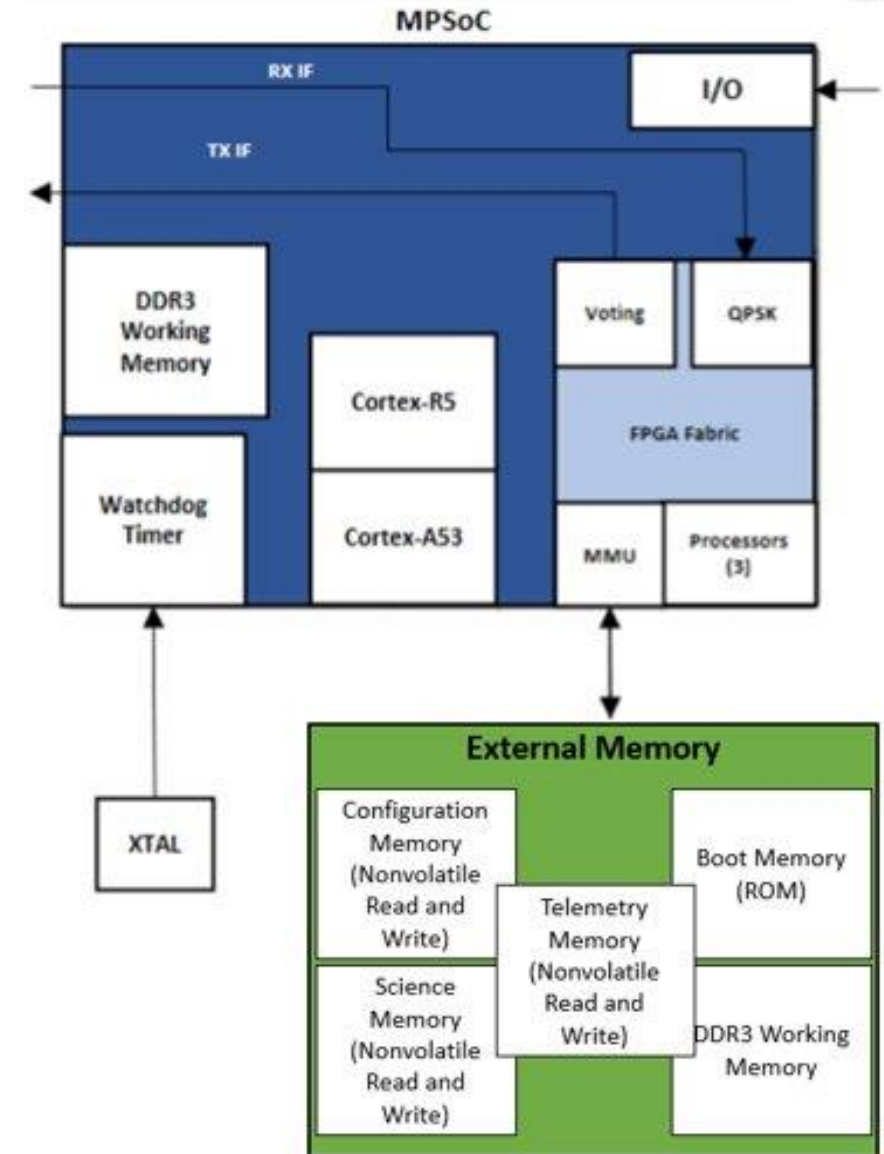 MPSoC
RX IF
I/O
TX IF
DDR3
Working
Memory
Voting
QPSK
Cortex-R5
FPGA Fabric
Watchdog
Timer
Cortex-A53
MMU
Processors
(3)
External Memory
XTAL
Configuration
Memory
(Nonvolatile
Read and
Write)
Boot Memory
(ROM)
Telemetry
Memory
(Nonvolatile
Read and
Write)
Science
Memory
(Nonvolatile
Read and
Write)
DDR3 Working
Memory